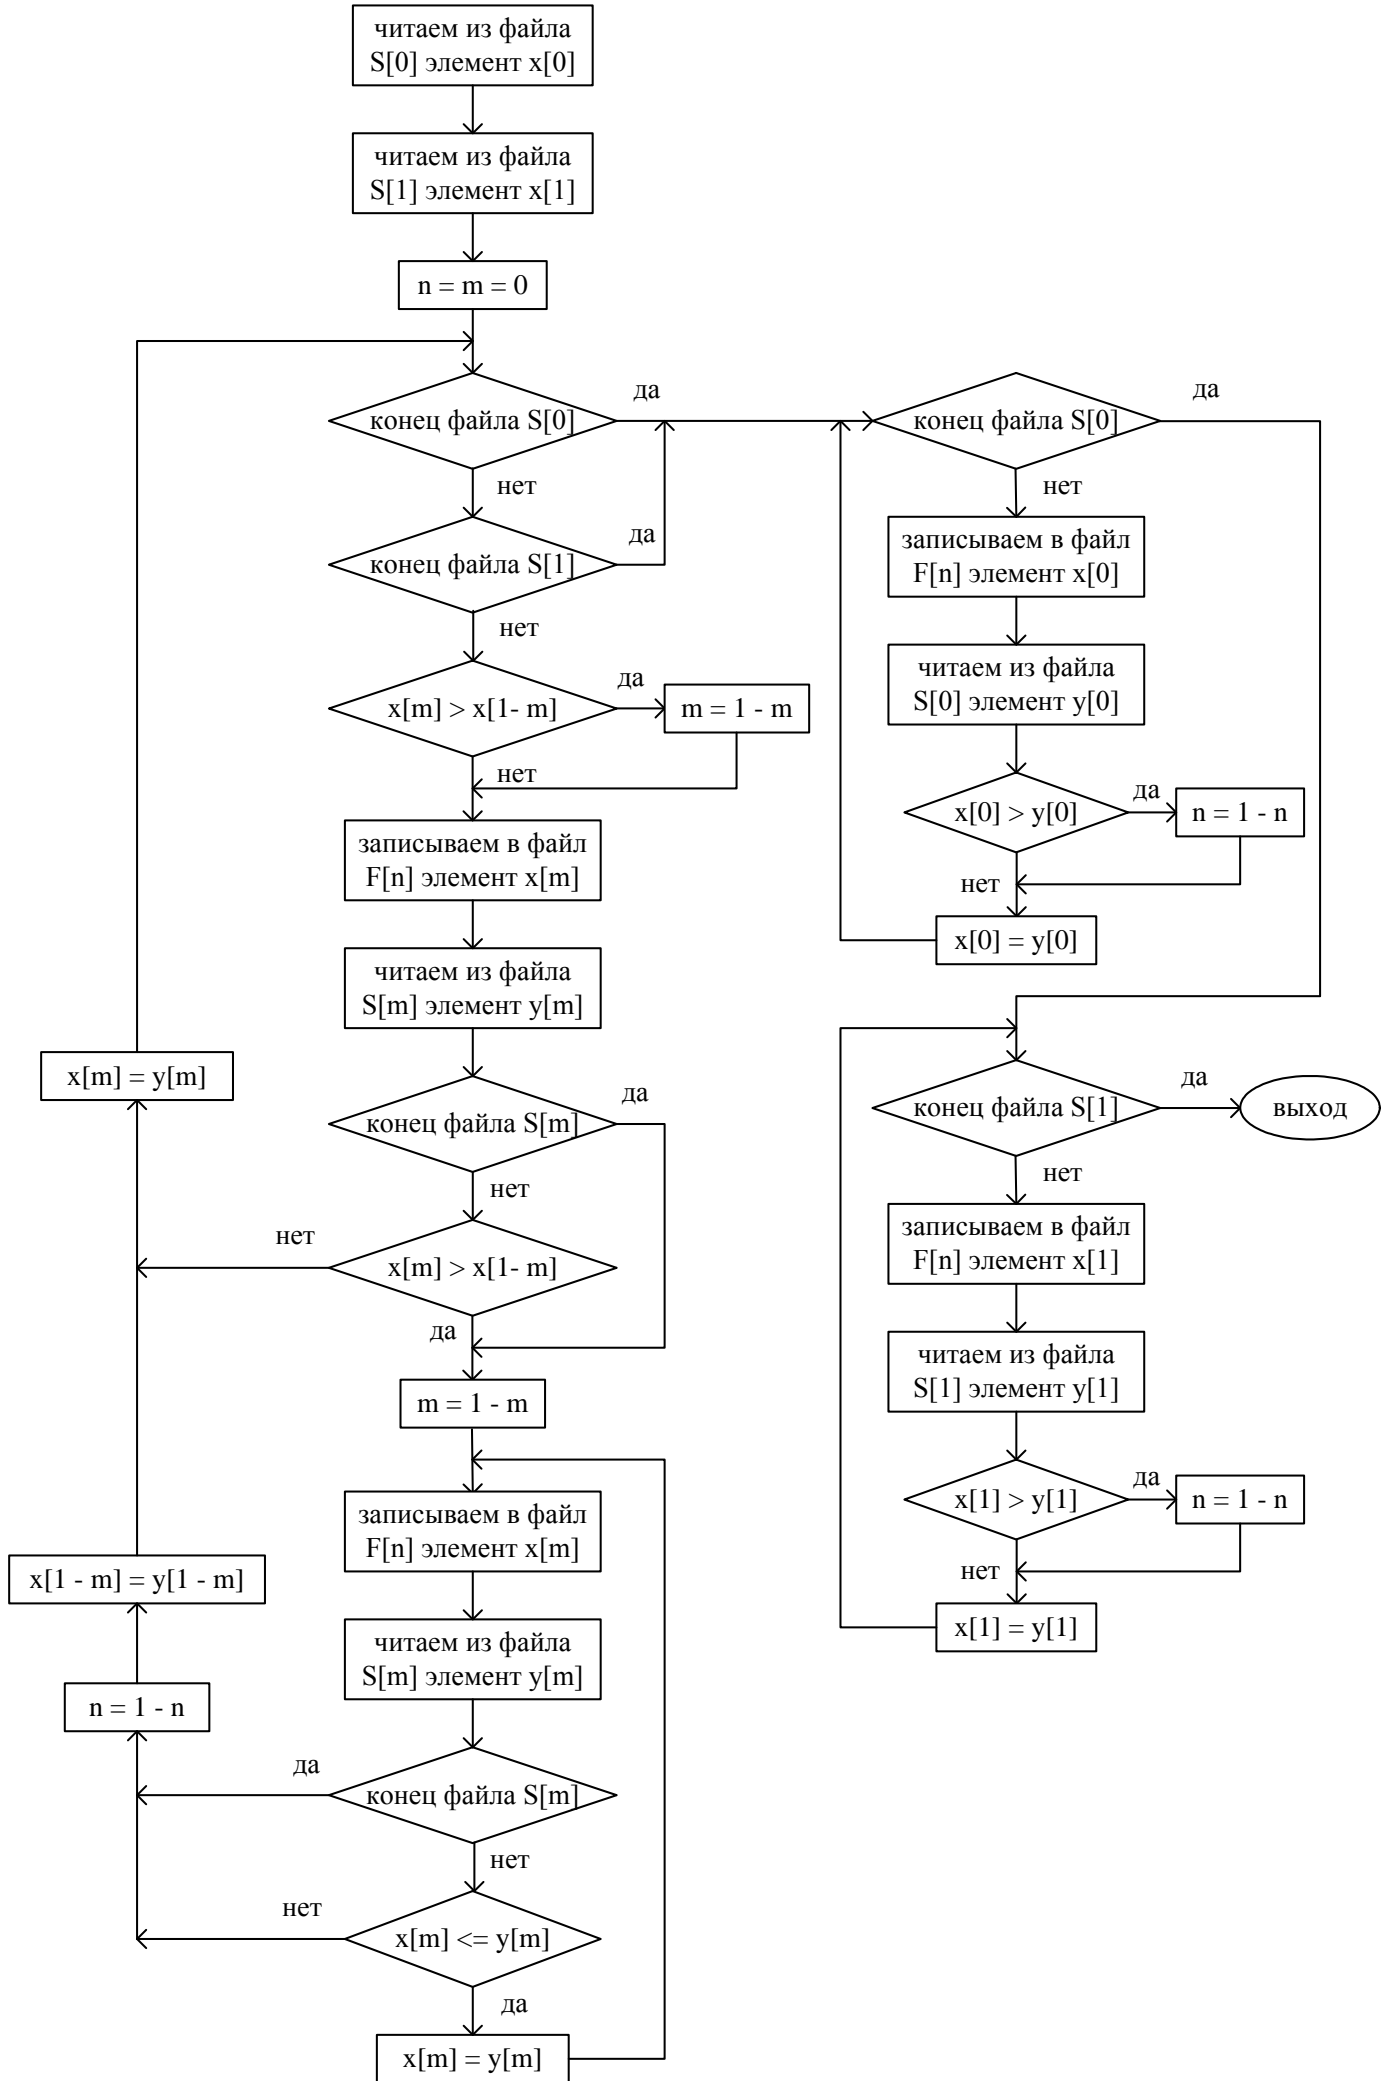 читаем из файла
S[0] элемент x[0]
читаем из файла
S[1] элемент x[1]
n = m = 0
конец файла S[0]
да
нет
конец файла S[1]
да
нет
x[m] > x[1- m]
да
m = 1 - m
нет
записываем в файл
F[n] элемент x[m]
читаем из файла
S[m] элемент y[m]
конец файла S[m]
да
нет
x[m] > x[1- m]
нет
да
m = 1 - m
записываем в файл
F[n] элемент x[m]
читаем из файла
S[m] элемент y[m]
конец файла S[m]
да
нет
x[m] <= y[m]
нет
да
x[m] = y[m]
n = 1 - n
x[1 - m] = y[1 - m]
x[m] = y[m]
конец файла S[0]
да
нет
записываем в файл
F[n] элемент x[0]
читаем из файла
S[0] элемент y[0]
x[0] > y[0]
да
n = 1 - n
нет
x[0] = y[0]
конец файла S[1]
да
выход
нет
записываем в файл
F[n] элемент x[1]
читаем из файла
S[1] элемент y[1]
x[1] > y[1]
да
n = 1 - n
нет
x[1] = y[1]